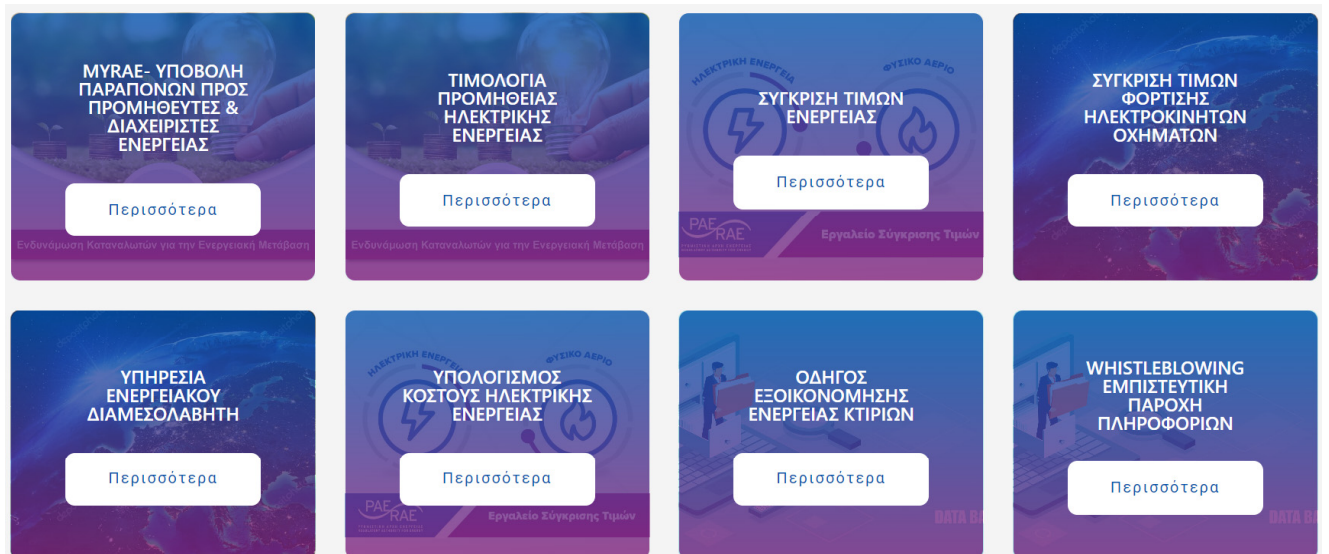 MYRAE- ΥΠΟΒΟΛΗ
ΠΑΡΑΠΟΝΩΝ ΠΡΟΣ
ΠΡΟΜΗΘΕΥΤΕΣ &
ΔΙΑΧΕΙΡΙΣΤΕΣ
ΕΝΕΡΓΕΙΑΣ
Περισσότερα
Ενδυνάμωση Καταναλωτών για την Ενεργειακή Μετάβαση
ΤΙΜΟΛΟΓΙΑ
ΠΡΟΜΗΘΕΙΑΣ
ΗΛΕΚΤΡΙΚΗΣ
ΕΝΕΡΓΕΙΑΣ
Περισσότερα
Ενδυνάμωση Καταναλωτών για την Ενεργειακή Μετάβαση
ΗΛΕΚΤΡΙΚΗ ΕΝΕΡΓΕΙΑ
ΦΥΣΙΚΟ ΑΕΡΙΟ
ΣΥΓΚΡΙΣΗ ΤΙΜΩΝ
ΕΝΕΡΓΕΙΑΣ
Περισσότερα
ΡΑΕ
RAE
Εργαλείο Σύγκρισης Τιμών
ΣΥΓΚΡΙΣΗ ΤΙΜΩΝ
ΦΟΡΤΙΣΗΣ
ΗΛΕΚΤΡΟΚΙΝΗΤΩΝ
ΟΧΗΜΑΤΩΝ
Περισσότερα
ΥΠΗΡΕΣΙΑ
ΕΝΕΡΓΕΙΑΚΟΥ
ΔΙΑΜΕΣΟΛΑΒΗΤΗ
Περισσότερα
ΗΛΕΚΤΡΙΚΗ ΕΝΕΡΓΕΙΑ
ΦΥΣΙΚΟ ΑΕΡΙΟ
ΥΠΟΛΟΓΙΣΜΟΣ
ΚΟΣΤΟΥΣ ΗΛΕΚΤΡΙΚΗΣ
ΕΝΕΡΓΕΙΑΣ
Περισσότερα
ΡΑΕ
RAE
Εργαλείο Σύγκρισης Τιμών
ΟΔΗΓΟΣ
ΕΞΟΙΚΟΝΟΜΗΣΗΣ
ΕΝΕΡΓΕΙΑΣ ΚΤΙΡΙΩΝ
Περισσότερα
DATA BA
WHISTLEBLOWING
ΕΜΠΙΣΤΕΥΤΙΚΗ
ΠΑΡΟΧΗ
ΠΛΗΡΟΦΟΡΙΩΝ
Περισσότερα
DATA BA